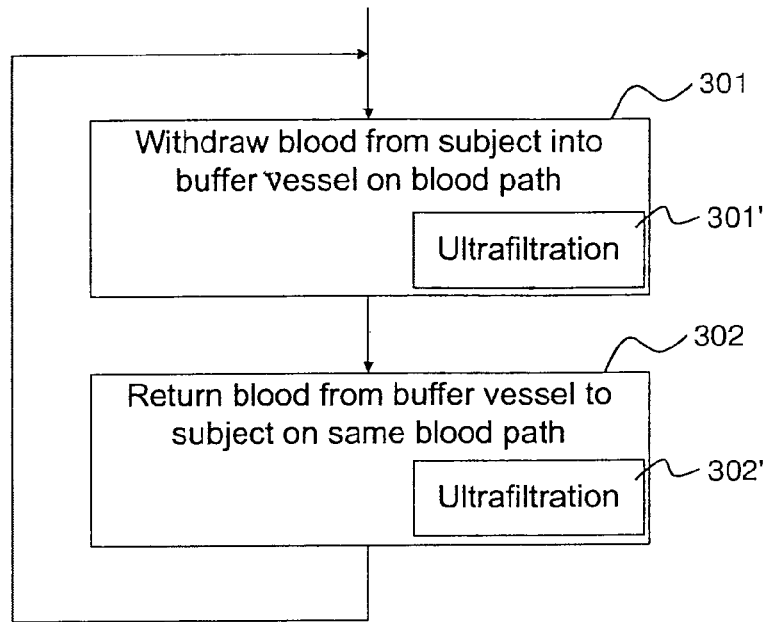 301
Withdraw blood from subject into
buffer vessel on blood path
301'
Ultrafiltration
302
Return blood from buffer vessel to
subject on same blood path
302'
Ultrafiltration